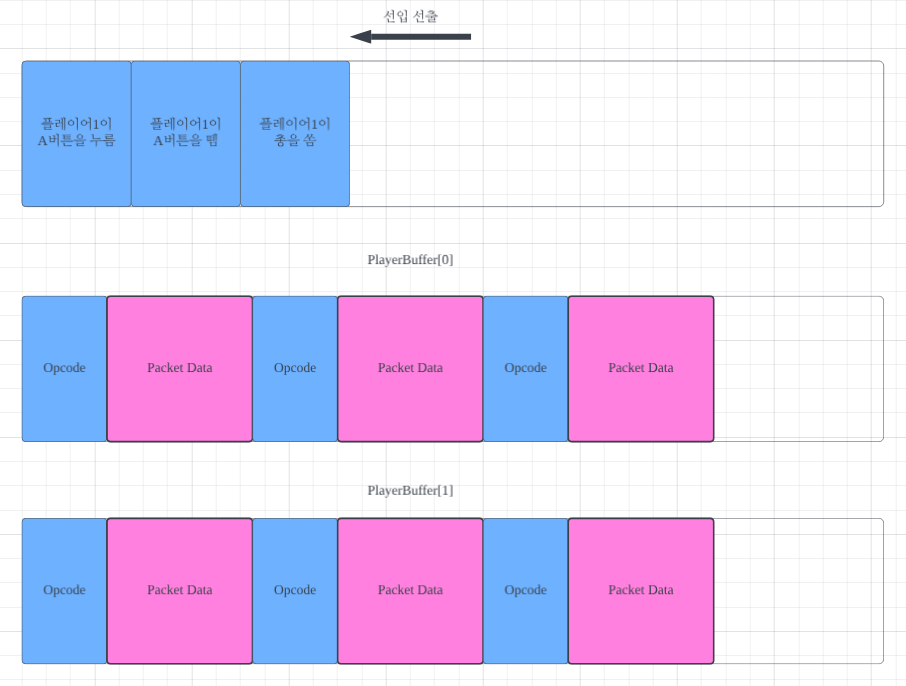 선입 선출
플레이어1이
A버튼을 누름
플레이어1이
A버튼을 뗌
플레이어1이
총을 쏨
PlayerBuffer[0]
Opcode
Packet Data
Opcode
Packet Data
Opcode
Packet Data
PlayerBuffer[1]
Opcode
Packet Data
Opcode
Packet Data
Opcode
Packet Data